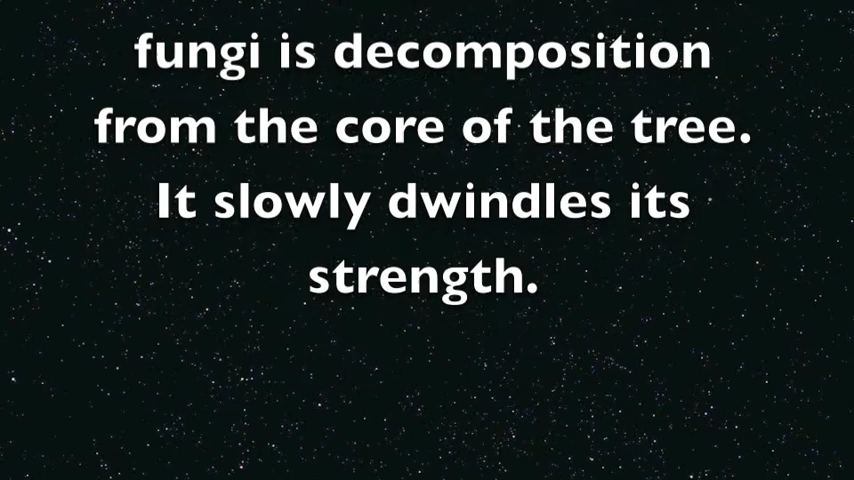 fungi is decomposition
from the core of the tree.
It slowly dwindles its
strength.